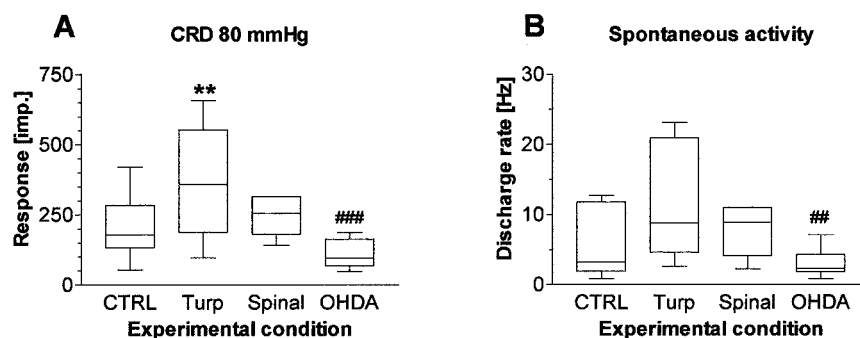 A
CRD 80 mmHg
Response [imp.]
750
500
250
0
**
###
CTRL Turp Spinal OHDA
Experimental condition
B
Spontaneous activity
Discharge rate [Hz]
30
20
10
0
##
CTRL Turp Spinal OHDA
Experimental condition